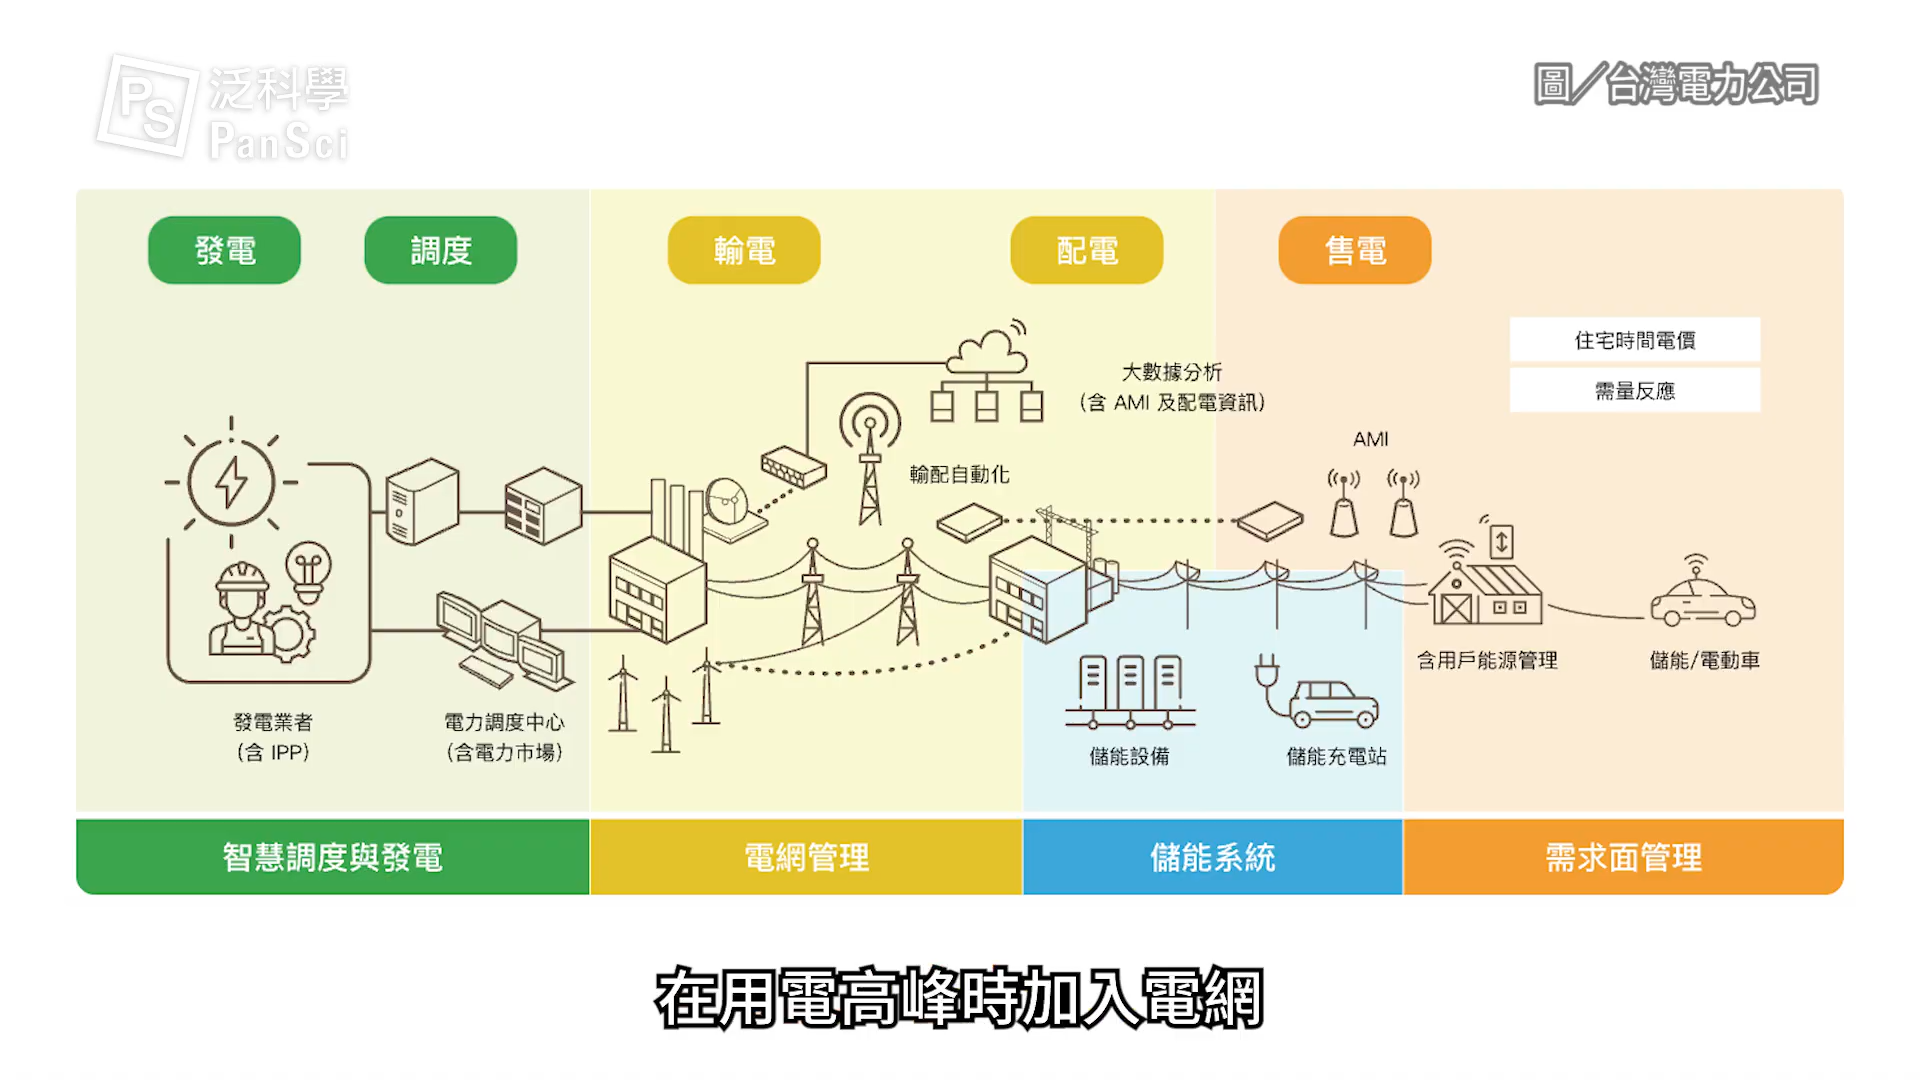 PS 泛科學
PanSci
圖／台灣電力公司
發電
調度
輸電
配電
售電
住宅時間電價
需量反應
大數據分析
(含 AMI 及配電資訊)
AMI
輸配自動化
含用戶能源管理
儲能/電動車
發電業者
(含 IPP)
電力調度中心
(含電力市場)
儲能設備
儲能充電站
智慧調度與發電
電網管理
儲能系統
需求面管理
在用電高峰時加入電網